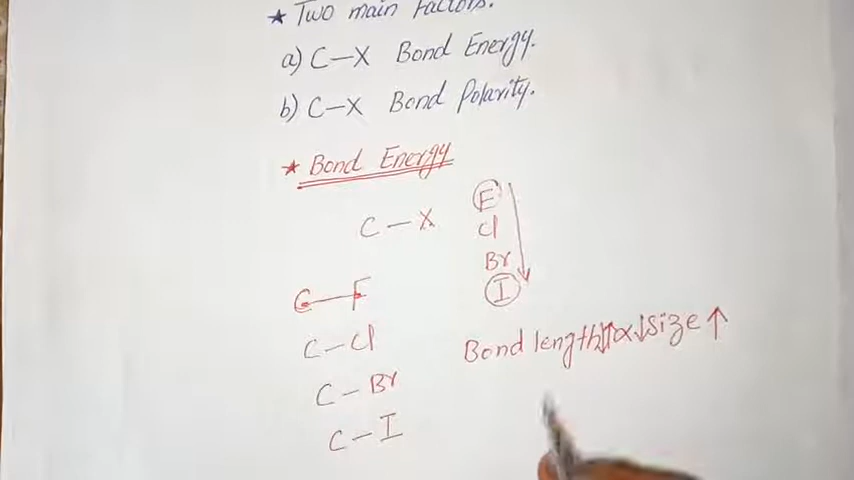 ★ Two main factors.
a) C—X Bond Energy.
b) C—X Bond Polarity.
★ Bond Energy
C—X
F
Cl
Br
I
C—F
C—Cl
C—Br
C—I
Bond length↓↑∝↓size↑